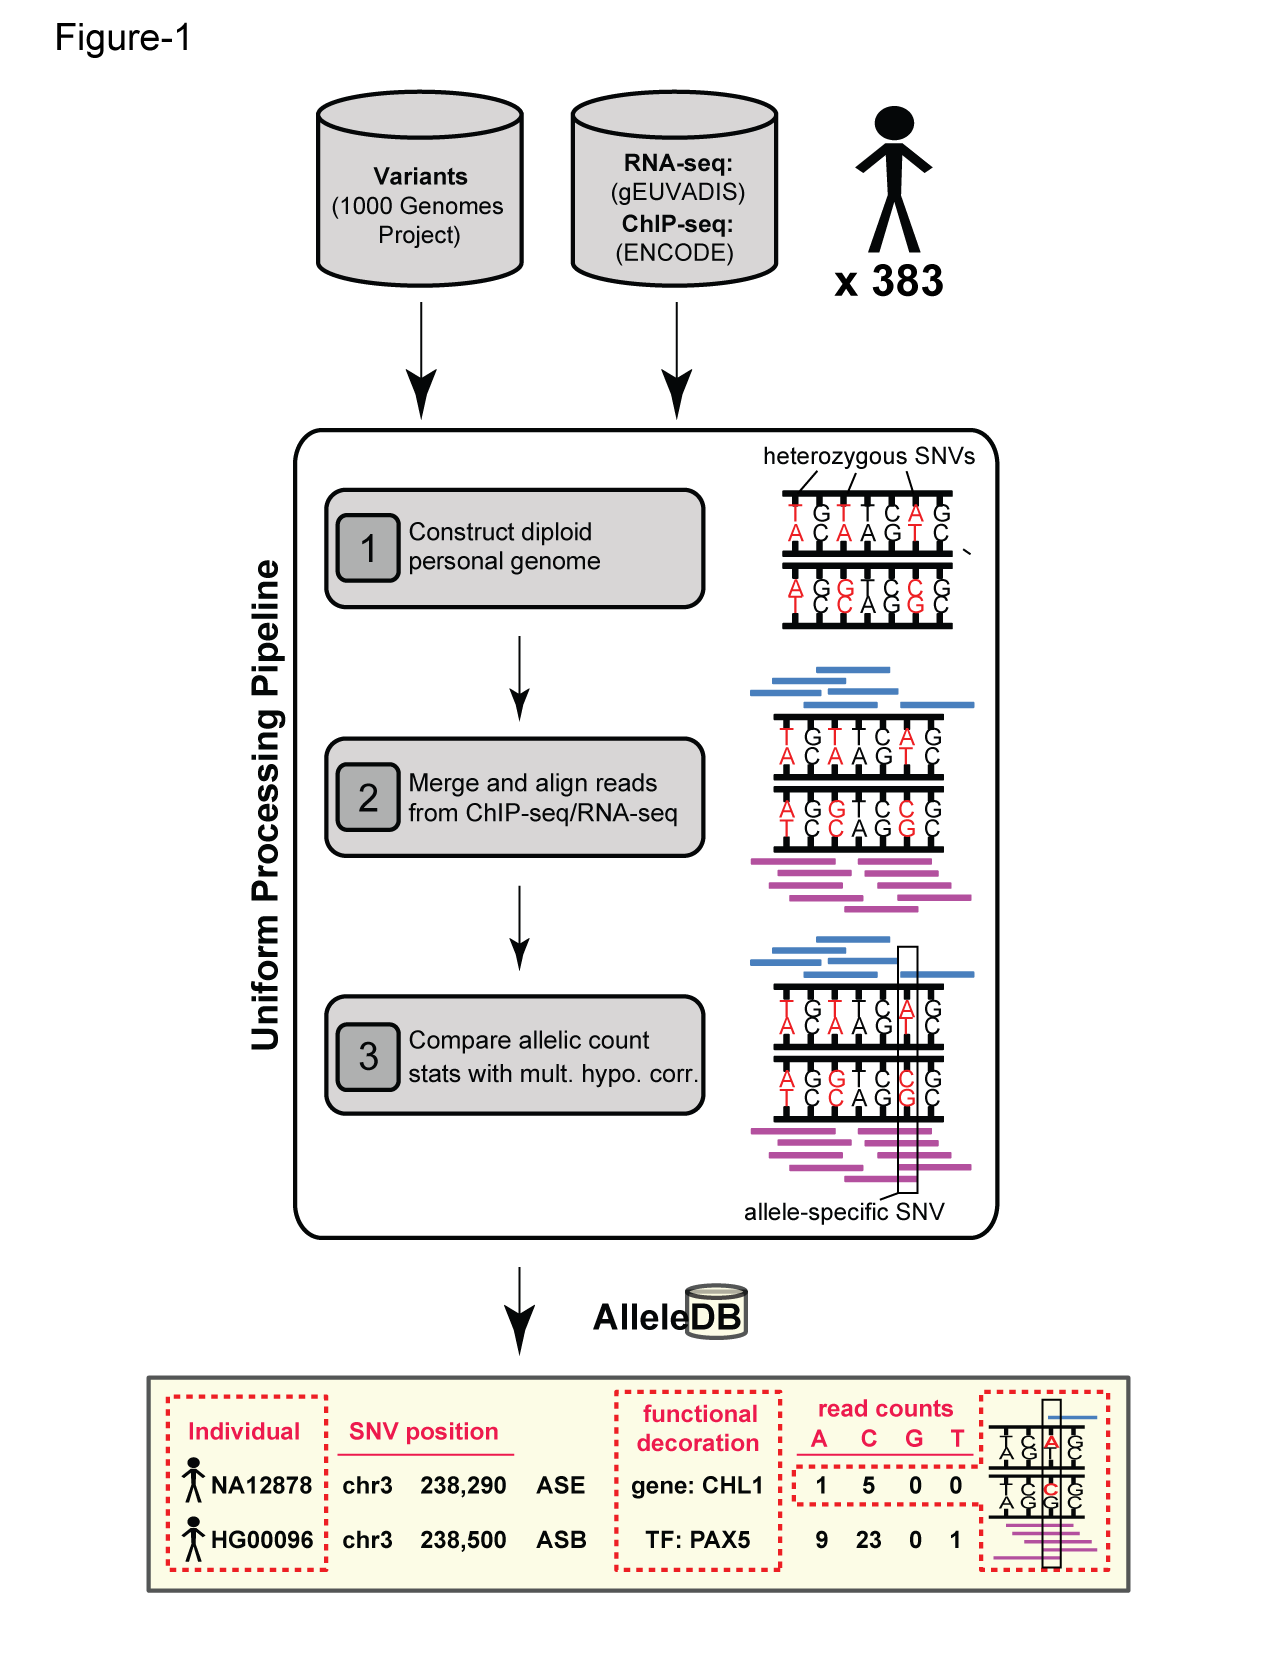 Figure-1
Variants
(1000 Genomes
Project)
RNA-seq:
(gEUVADIS)
ChIP-seq:
(ENCODE)
x 383
Uniform Processing Pipeline
heterozygous SNVs
1
Construct diploid
personal genome
T G T T C A G
A C A A G T C
A G G T C C G
T C C A G G C
2
Merge and align reads
from ChIP-seq/RNA-seq
T G T T C A G
A C A A G T C
A G G T C C G
T C C A G G C
3
Compare allelic count
stats with mult. hypo. corr.
T G T T C A G
A C A A G T C
A G G T C C G
T C C A G G C
allele-specific SNV
AlleleDB
Individual SNV position functional decoration read counts
A C G T
NA12878 chr3 238,290 ASE gene: CHL1 1 5 0 0
HG00096 chr3 238,500 ASB TF: PAX5 9 23 0 1
T C A G
A G T C
T C C G
A G G C